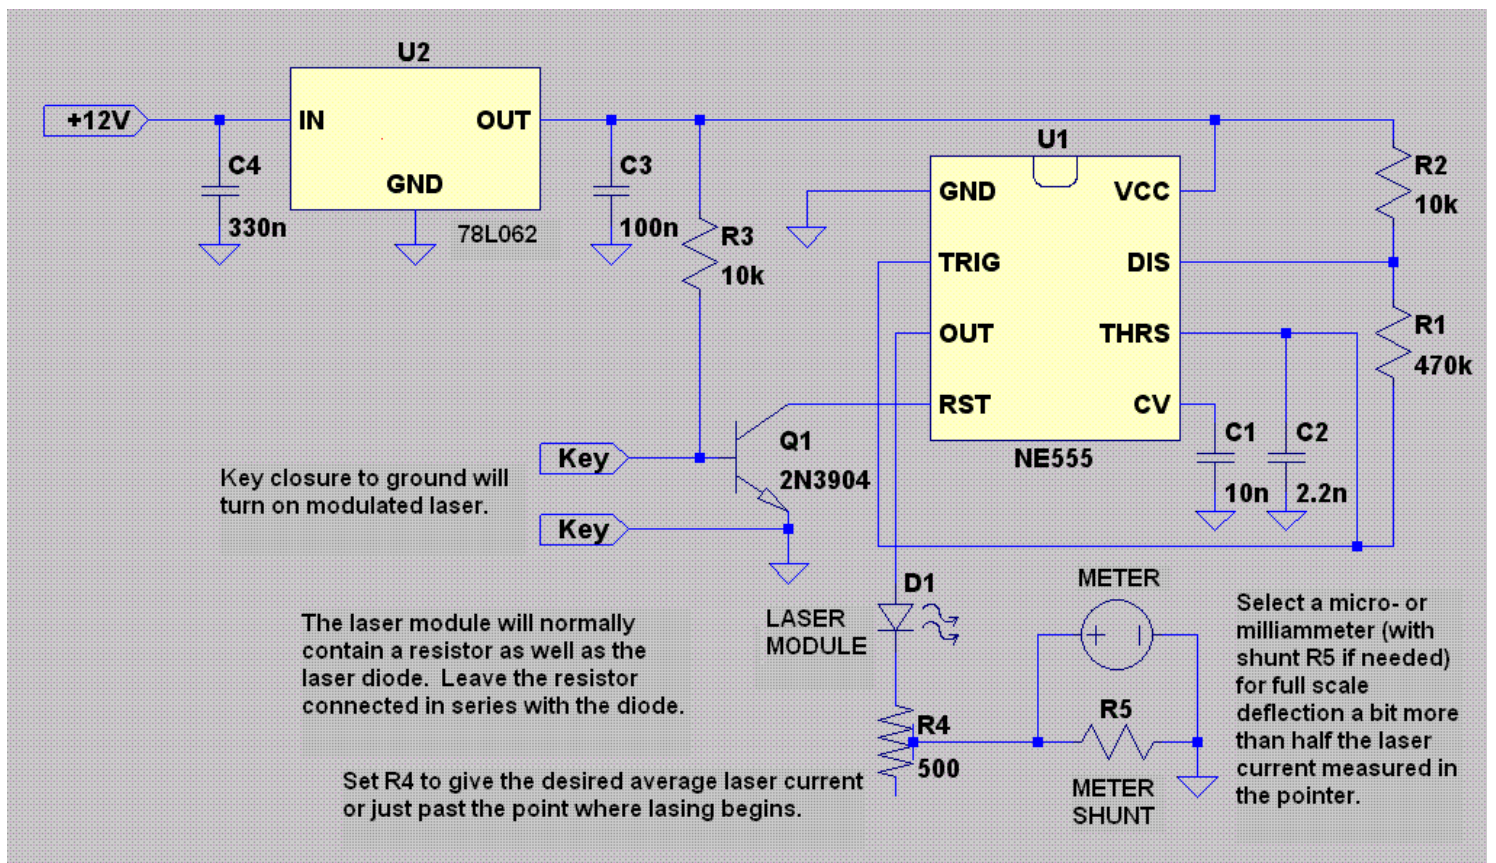 U2
+12V
IN
OUT
GND
C4
330n
78L062
C3
100n
R3
10k
U1
GND
VCC
TRIG
DIS
OUT
THRS
RST
CV
NE555
R2
10k
R1
470k
C1
10n
C2
2.2n
Key
Key
Q1
2N3904
Key closure to ground will
turn on modulated laser.
D1
LASER
MODULE
METER
+
The laser module will normally
contain a resistor as well as the
laser diode. Leave the resistor
connected in series with the diode.
R4
500
R5
METER
SHUNT
Set R4 to give the desired average laser current
or just past the point where lasing begins.
Select a micro- or
milliammeter (with
shunt R5 if needed)
for full scale
deflection a bit more
than half the laser
current measured in
the pointer.